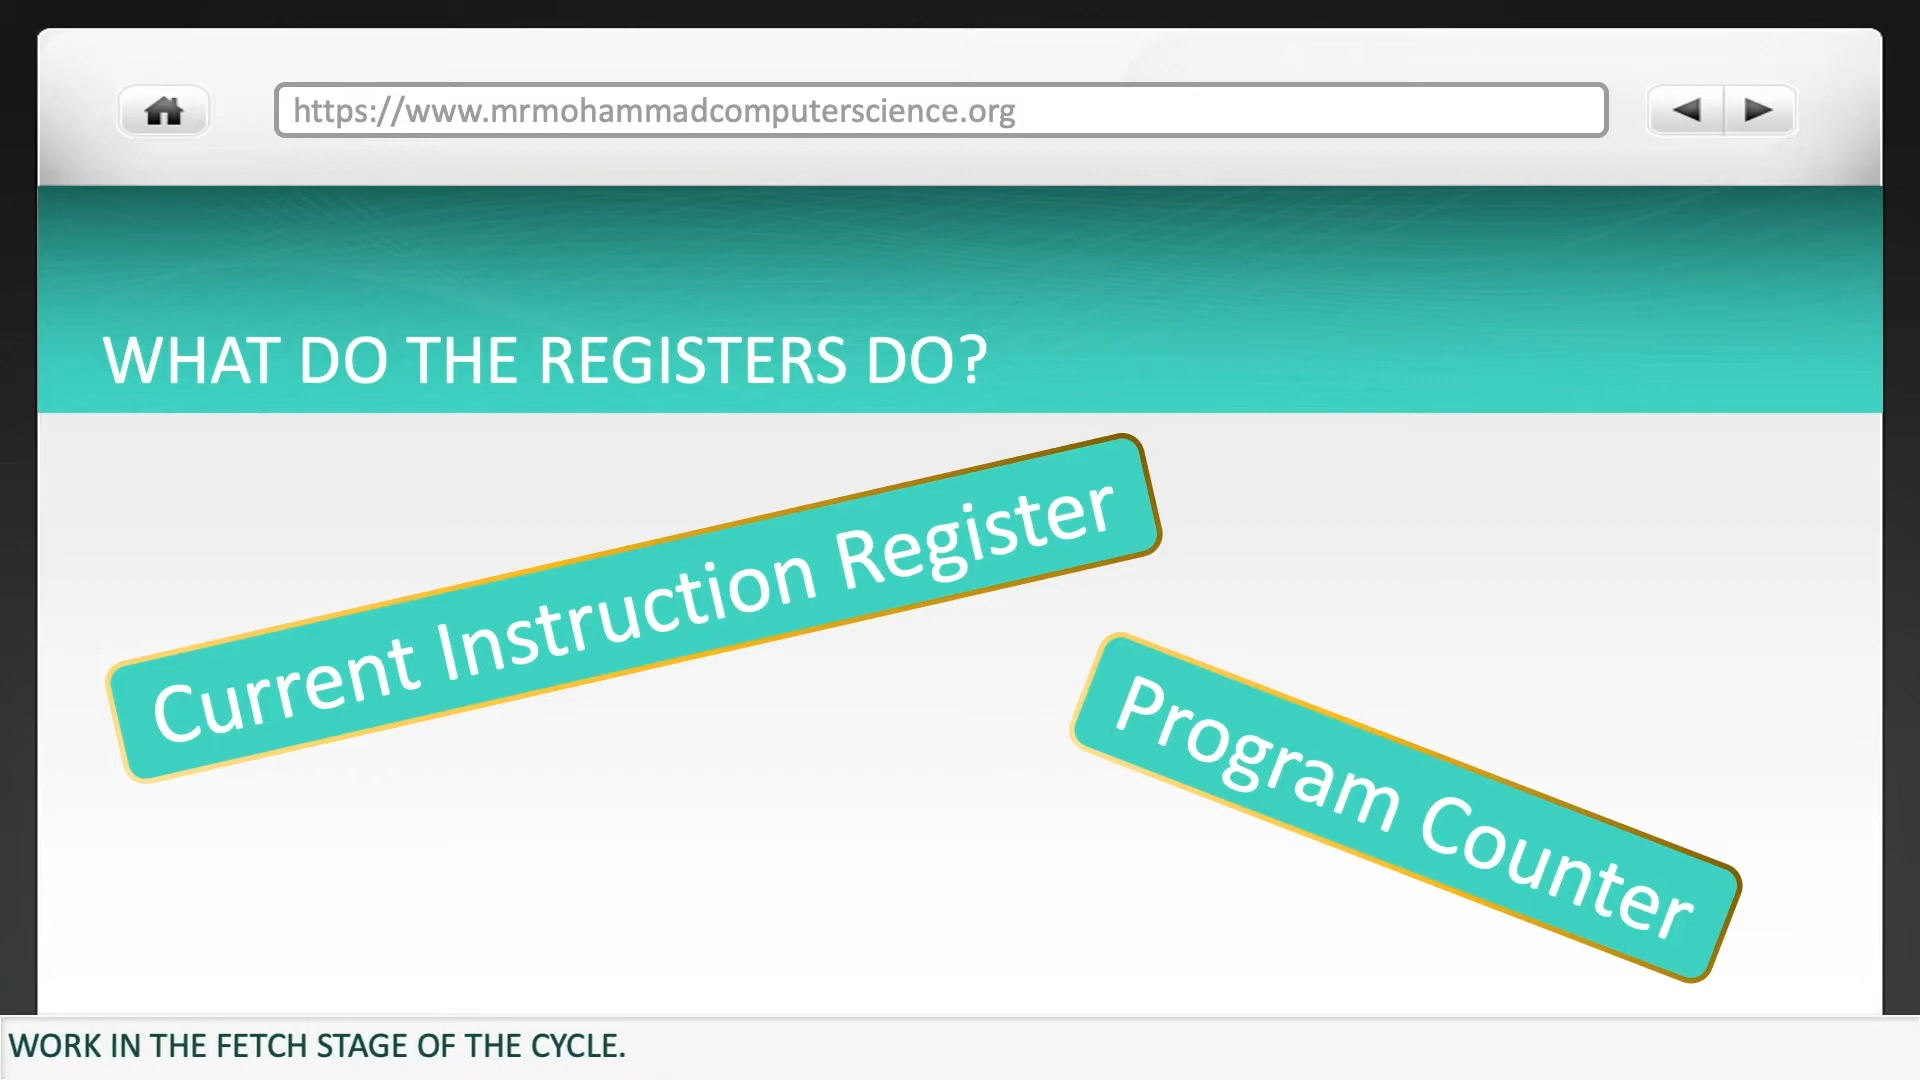 https://www.mrmohammadcomputerscience.org
WHAT DO THE REGISTERS DO?
Current Instruction Register
Program Counter
WORK IN THE FETCH STAGE OF THE CYCLE.